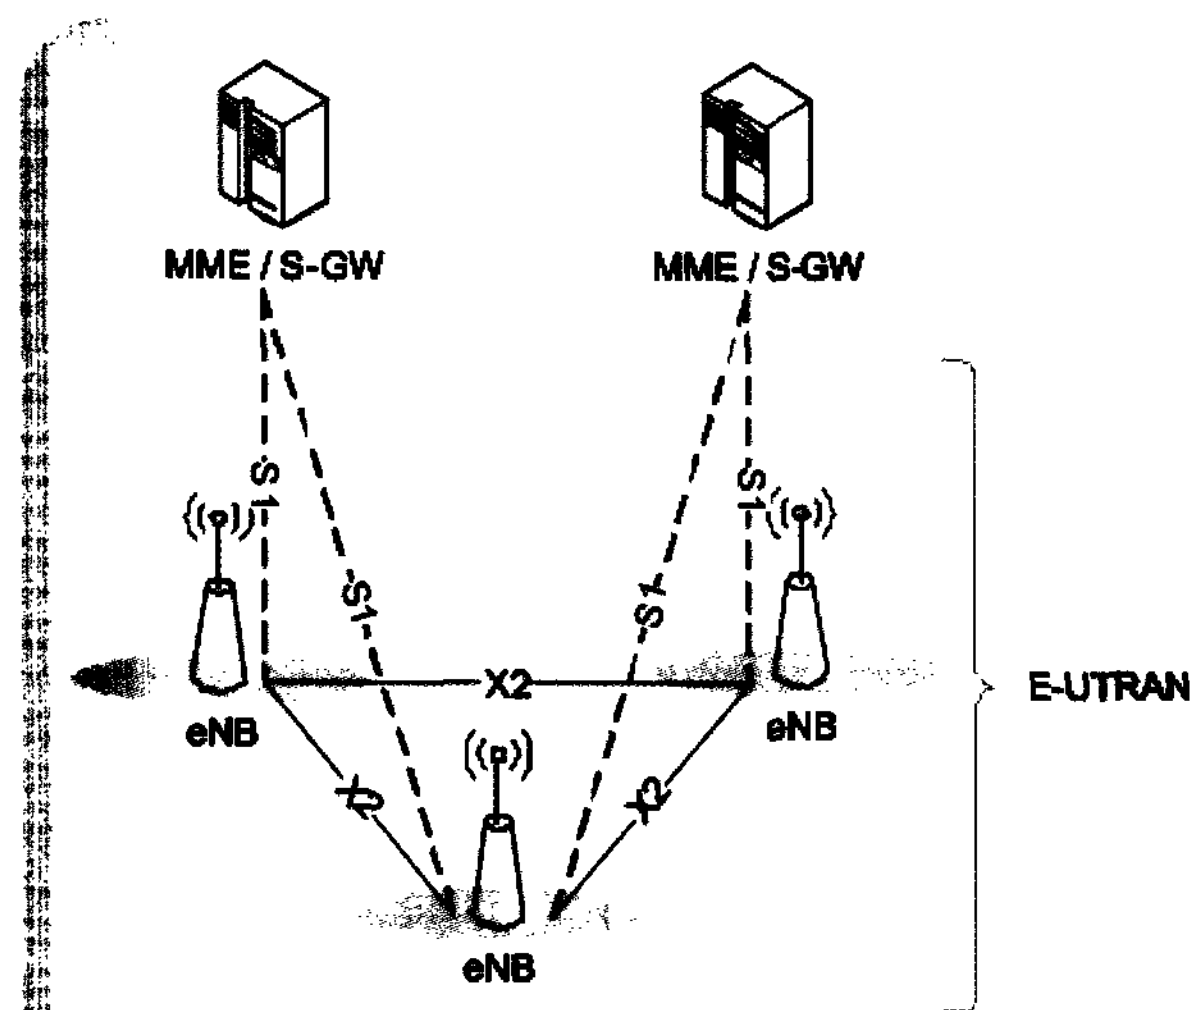 MME / S-GW
MME / S-GW
S1
S1
S1
S1
X2
E-UTRAN
eNB
eNB
X2
X2
eNB